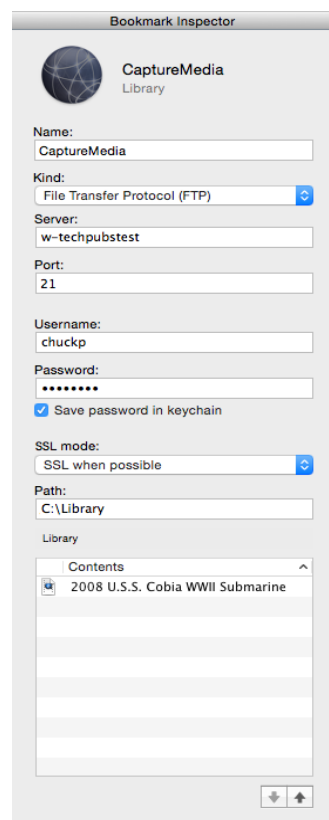 Bookmark Inspector
CaptureMedia
Library
Name:
CaptureMedia
Kind:
File Transfer Protocol (FTP)
Server:
w-techpubstest
Port:
21
Username:
chuckp
Password:
••••••••
Save password in keychain
SSL mode:
SSL when possible
Path:
C:\Library
Library
Contents
2008 U.S.S. Cobia WWII Submarine